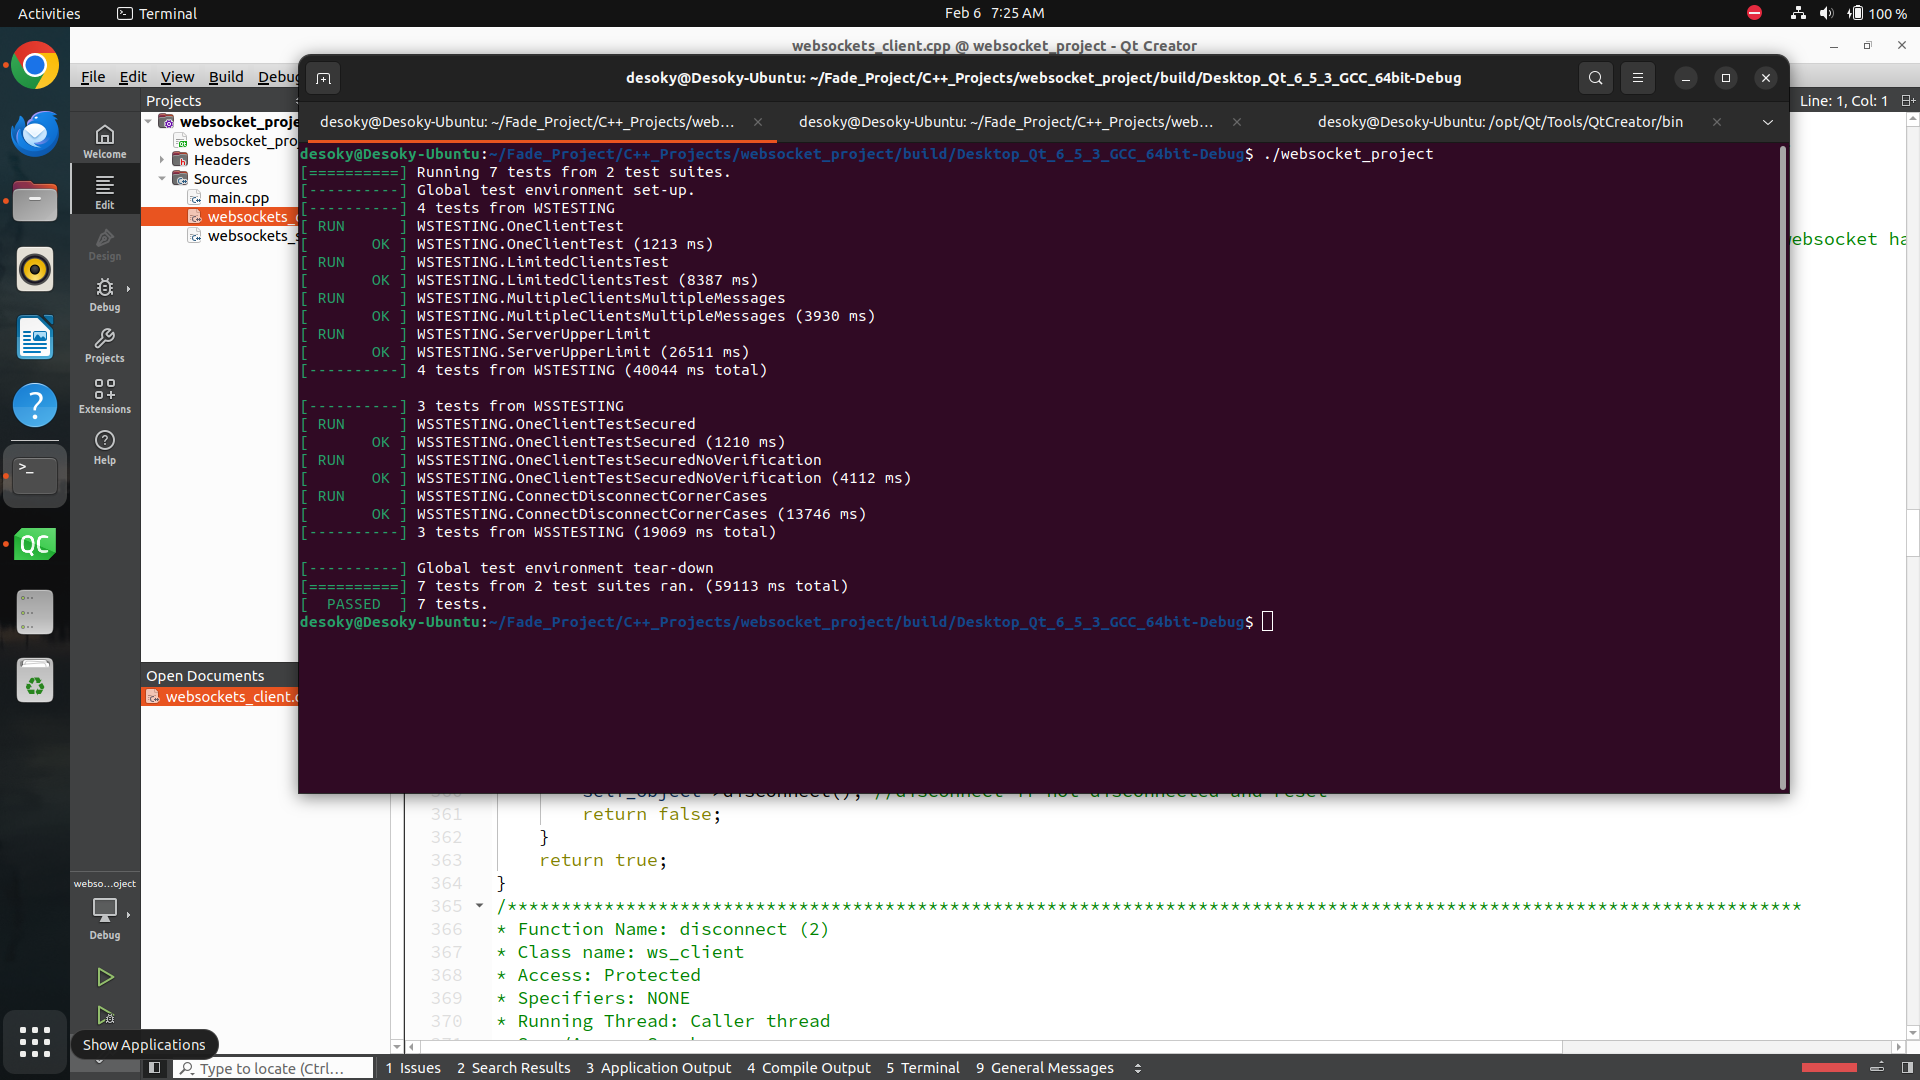 Activities
Terminal
Feb 6 7:25 AM
100 %
websockets_client.cpp @ websocket_project - Qt Creator
File Edit View Build Debug
desoky@Desoky-Ubuntu: ~/Fade_Project/C++_Projects/websocket_project/build/Desktop_Qt_6_5_3_GCC_64bit-Debug
Projects
Line: 1, Col: 1
desoky@Desoky-Ubuntu: ~/Fade_Project/C++_Projects/web...
desoky@Desoky-Ubuntu: ~/Fade_Project/C++_Projects/web...
desoky@Desoky-Ubuntu: /opt/Qt/Tools/QtCreator/bin
websocket_proje
websocket_pro
Headers
Sources
main.cpp
websockets_c
websockets_s
Welcome
Edit
Design
Debug
Projects
Extensions
Help
desoky@Desoky-Ubuntu:~/Fade_Project/C++_Projects/websocket_project/build/Desktop_Qt_6_5_3_GCC_64bit-Debug$ ./websocket_project
[==========] Running 7 tests from 2 test suites.
[----------] Global test environment set-up.
[----------] 4 tests from WSTESTING
[ RUN      ] WSTESTING.OneClientTest
[       OK ] WSTESTING.OneClientTest (1213 ms)
[ RUN      ] WSTESTING.LimitedClientsTest
[       OK ] WSTESTING.LimitedClientsTest (8387 ms)
[ RUN      ] WSTESTING.MultipleClientsMultipleMessages
[       OK ] WSTESTING.MultipleClientsMultipleMessages (3930 ms)
[ RUN      ] WSTESTING.ServerUpperLimit
[       OK ] WSTESTING.ServerUpperLimit (26511 ms)
[----------] 4 tests from WSTESTING (40044 ms total)
[----------] 3 tests from WSSTESTING
[ RUN      ] WSSTESTING.OneClientTestSecured
[       OK ] WSSTESTING.OneClientTestSecured (1210 ms)
[ RUN      ] WSSTESTING.OneClientTestSecuredNoVerification
[       OK ] WSSTESTING.OneClientTestSecuredNoVerification (4112 ms)
[ RUN      ] WSSTESTING.ConnectDisconnectCornerCases
[       OK ] WSSTESTING.ConnectDisconnectCornerCases (13746 ms)
[----------] 3 tests from WSSTESTING (19069 ms total)
[----------] Global test environment tear-down
[==========] 7 tests from 2 test suites ran. (59113 ms total)
[  PASSED  ] 7 tests.
desoky@Desoky-Ubuntu:~/Fade_Project/C++_Projects/websocket_project/build/Desktop_Qt_6_5_3_GCC_64bit-Debug$
ebsocket ha
Open Documents
websockets_client.c
361 return false;
362 }
363 return true;
364 }
365 /************************************************************************************************************************
366 * Function Name: disconnect (2)
367 * Class name: ws_client
368 * Access: Protected
369 * Specifiers: NONE
370 * Running Thread: Caller thread
webso...oject
Debug
Show Applications
Type to locate (Ctrl...
1 Issues
2 Search Results
3 Application Output
4 Compile Output
5 Terminal
9 General Messages
QC